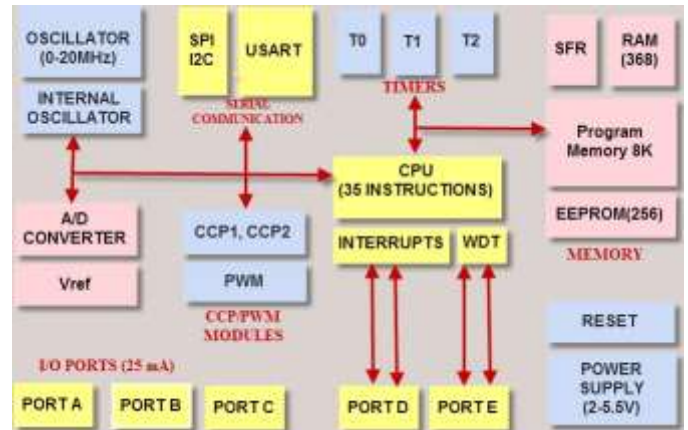 OSCILLATOR
(0-20MHz)
INTERNAL
OSCILLATOR
SPI
I2C
USART
SERIAL
COMMUNICATION
T0
T1
T2
TIMERS
SFR
RAM
(368)
Program
Memory 8K
EEPROM(256)
MEMORY
CPU
(35 INSTRUCTIONS)
INTERRUPTS
WDT
A/D
CONVERTER
Vref
CCP1, CCP2
PWM
CCP/PWM
MODULES
RESET
POWER
SUPPLY
(2-5.5V)
I/O PORTS (25 mA)
PORT A
PORT B
PORT C
PORT D
PORT E